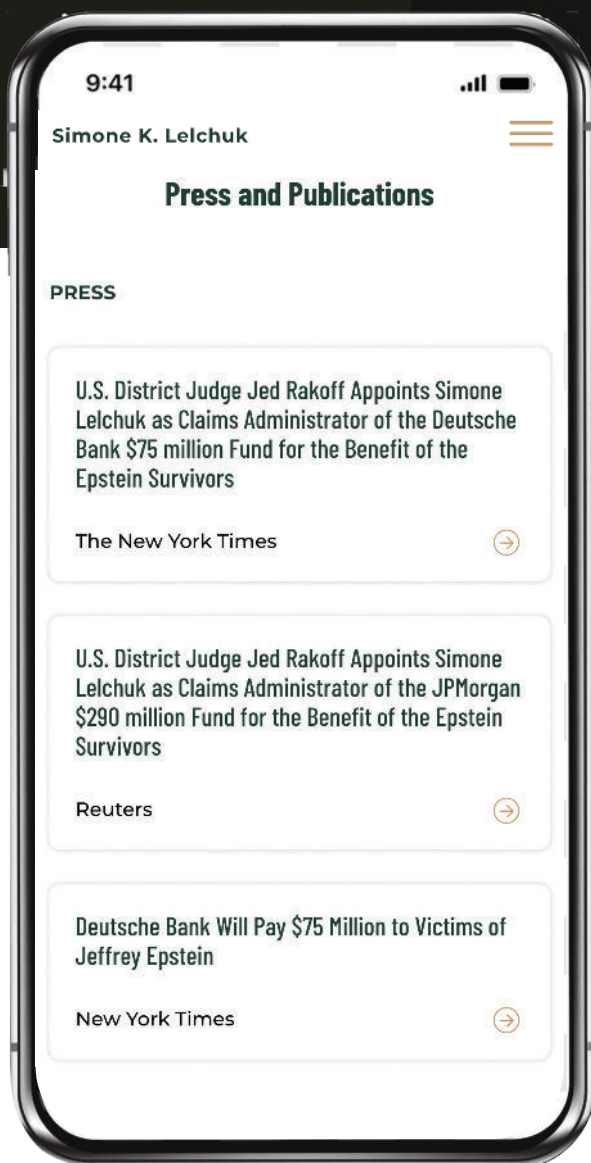 9:41
Simone K. Lelchuk
Press and Publications
PRESS
U.S. District Judge Jed Rakoff Appoints Simone
Lelchuk as Claims Administrator of the Deutsche
Bank $75 million Fund for the Benefit of the
Epstein Survivors
The New York Times
U.S. District Judge Jed Rakoff Appoints Simone
Lelchuk as Claims Administrator of the JPMorgan
$290 million Fund for the Benefit of the Epstein
Survivors
Reuters
Deutsche Bank Will Pay $75 Million to Victims of
Jeffrey Epstein
New York Times